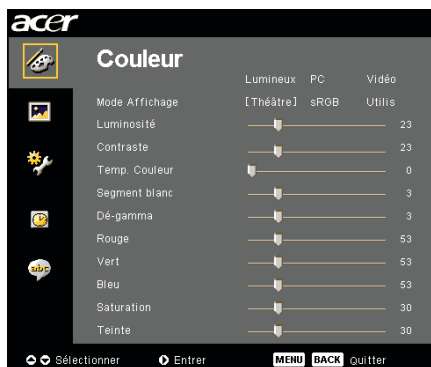 acer
Couleur
Lumineux PC Vidéo
Mode Affichage [Théâtre] sRGB Utilis
Luminosité 23
Contraste 23
Temp. Couleur 0
Segment blanc 3
Dé-gamma 3
Rouge 53
Vert 53
Bleu 53
Saturation 30
Teinte 30
abc
Sélectionner Entrer MENU BACK Quitter